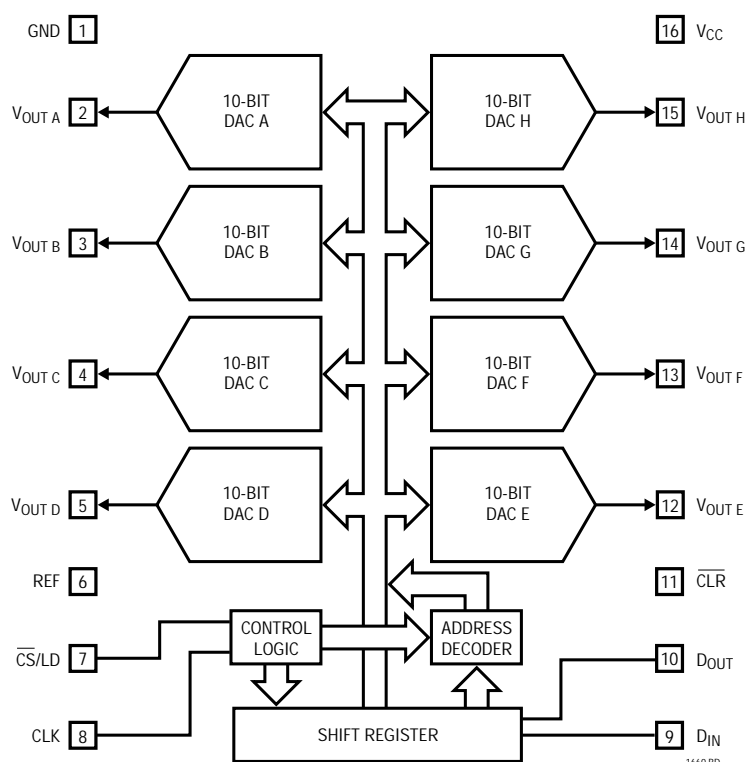 GND 1
16 VCC
VOUT A 2
10-BIT
DAC A
10-BIT
DAC H
15 VOUT H
VOUT B 3
10-BIT
DAC B
10-BIT
DAC G
14 VOUT G
VOUT C 4
10-BIT
DAC C
10-BIT
DAC F
13 VOUT F
VOUT D 5
10-BIT
DAC D
10-BIT
DAC E
12 VOUT E
REF 6
11 CLR
CS/LD 7
CONTROL
LOGIC
ADDRESS
DECODER
10 DOUT
CLK 8
SHIFT REGISTER
9 DIN